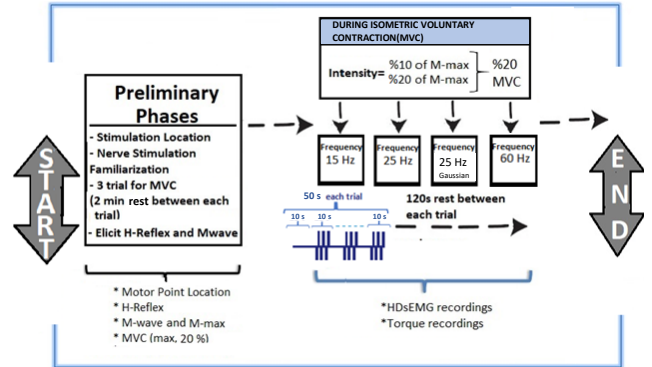 DURING ISOMETRIC VOLUNTARY
CONTRACTION(MVC)
Intensity=
%10 of M-max
%20 of M-max
%20
MVC
Preliminary
Phases
- Stimulation Location
- Nerve Stimulation
Familiarization
- 3 trial for MVC
(2 min rest between each
trial)
- Elicit H-Reflex and Mwave
START
Frequency
15 Hz
Frequency
25 Hz
Frequency
25 Hz
Gaussian
Frequency
60 Hz
END
50 s each trial
10 s
10 s
10 s
120s rest between
each trial
* Motor Point Location
* H-Reflex
* M-wave and M-max
* MVC (max, 20 %)
*HDsEMG recordings
*Torque recordings